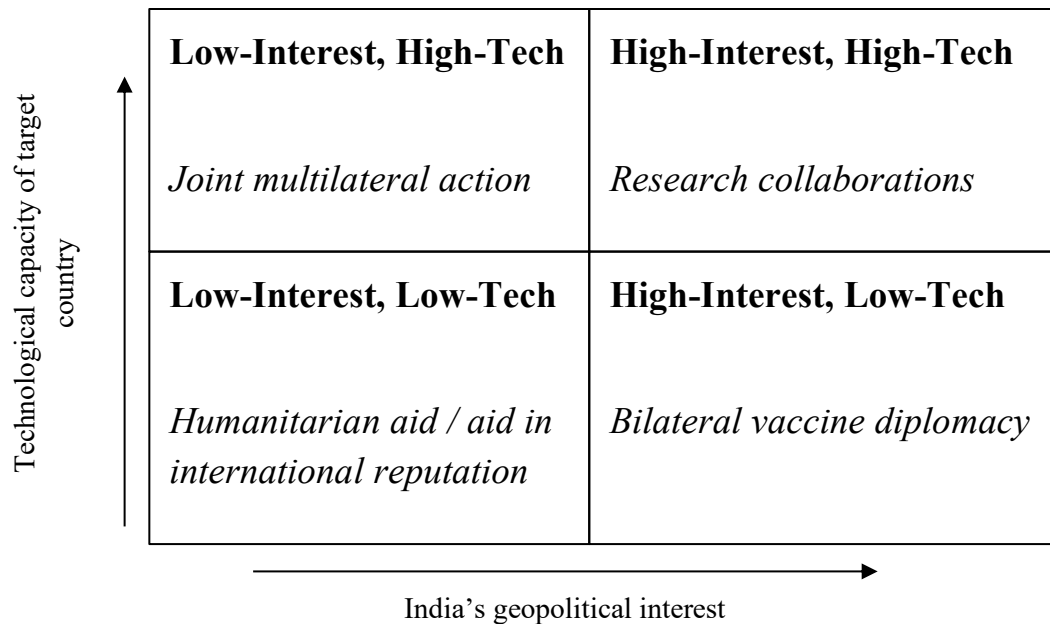 Low-Interest, High-Tech
High-Interest, High-Tech
Joint multilateral action
Research collaborations
Low-Interest, Low-Tech
High-Interest, Low-Tech
Humanitarian aid / aid in
international reputation
Bilateral vaccine diplomacy
Technological capacity of target
country
India’s geopolitical interest